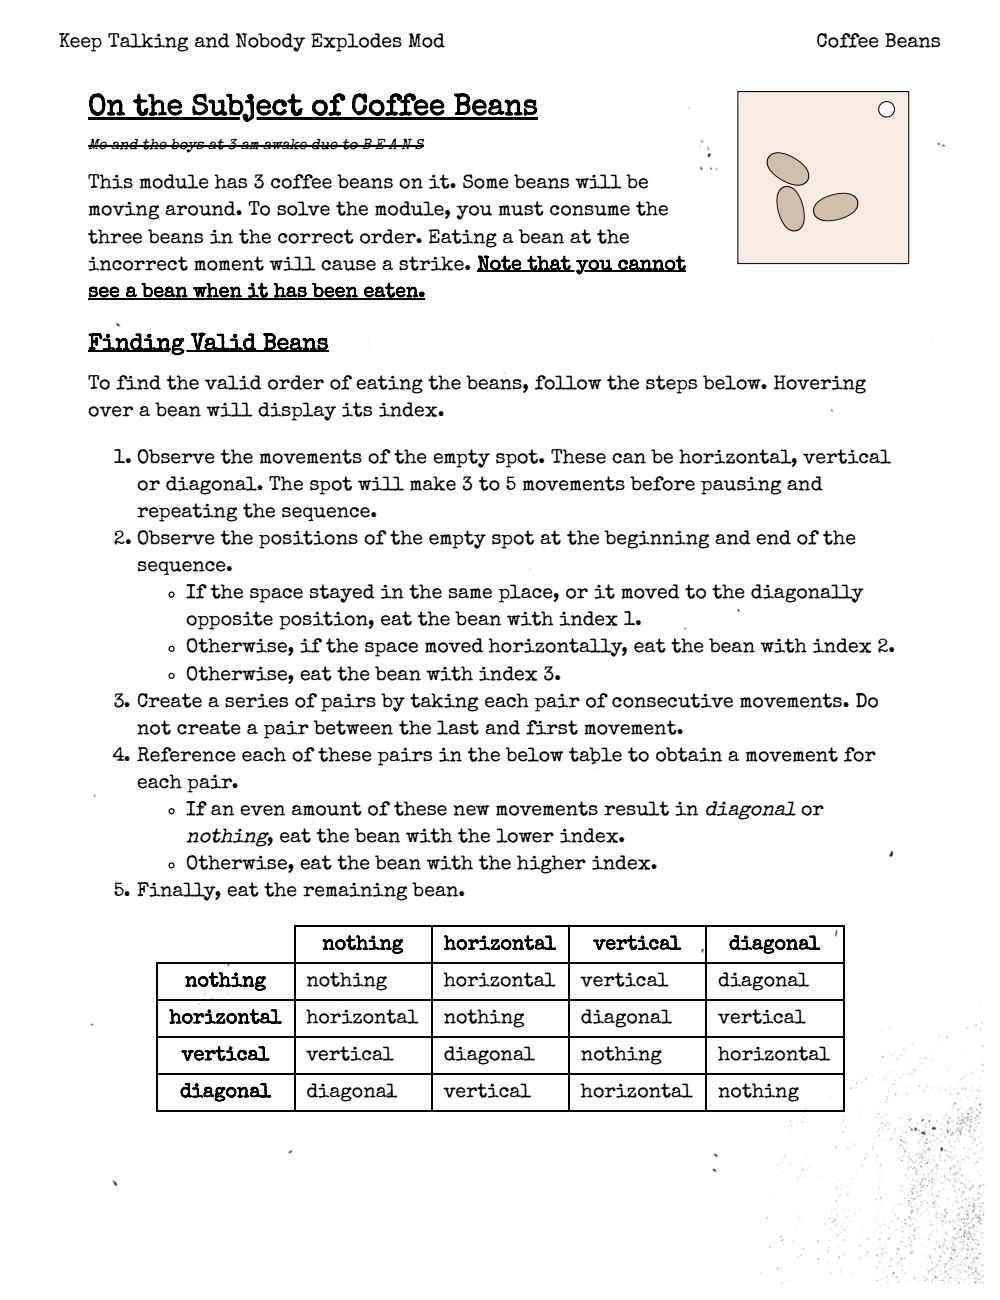 Keep Talking and Nobody Explodes Mod
Coffee Beans
On the Subject of Coffee Beans
Me and the boys at 3 am awake due to B E A N S
This module has 3 coffee beans on it. Some beans will be
moving around. To solve the module, you must consume the
three beans in the correct order. Eating a bean at the
incorrect moment will cause a strike. Note that you cannot
see a bean when it has been eaten.
Finding Valid Beans
To find the valid order of eating the beans, follow the steps below. Hovering
over a bean will display its index.
1. Observe the movements of the empty spot. These can be horizontal, vertical
or diagonal. The spot will make 3 to 5 movements before pausing and
repeating the sequence.
2. Observe the positions of the empty spot at the beginning and end of the
sequence.
◦ If the space stayed in the same place, or it moved to the diagonally
opposite position, eat the bean with index 1.
◦ Otherwise, if the space moved horizontally, eat the bean with index 2.
◦ Otherwise, eat the bean with index 3.
3. Create a series of pairs by taking each pair of consecutive movements. Do
not create a pair between the last and first movement.
4. Reference each of these pairs in the below table to obtain a movement for
each pair.
◦ If an even amount of these new movements result in diagonal or
nothing, eat the bean with the lower index.
◦ Otherwise, eat the bean with the higher index.
5. Finally, eat the remaining bean.
nothing horizontal vertical diagonal
nothing nothing horizontal vertical diagonal
horizontal horizontal nothing diagonal vertical
vertical vertical diagonal nothing horizontal
diagonal diagonal vertical horizontal nothing